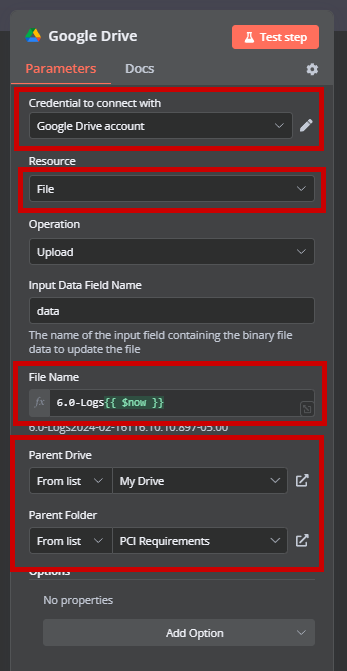 Google Drive
Test step
Parameters
Docs
Credential to connect with
Google Drive account
Resource
File
Operation
Upload
Input Data Field Name
data
The name of the input field containing the binary file
data to update the file
File Name
fx 6.0-Logs{{ $now }}
6.0-Logs2024-02-16T16:10:10.897-05:00
Parent Drive
From list My Drive
Parent Folder
From list PCI Requirements
Options
No properties
Add Option